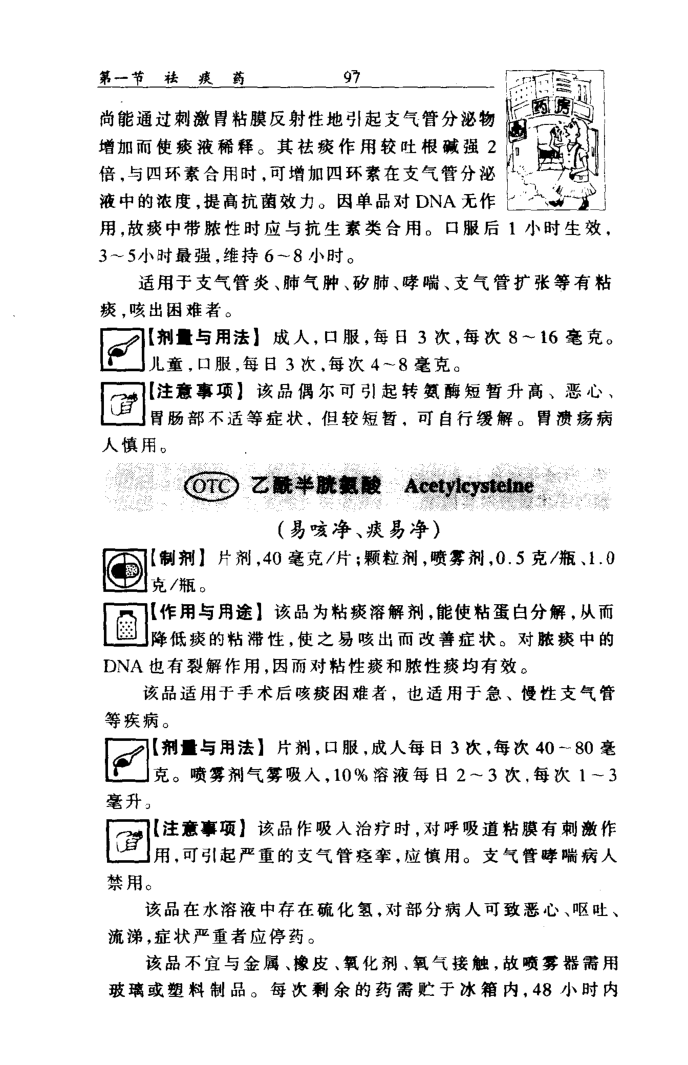 第一节 祛 痰 药 97
药房
尚能通过刺激胃粘膜反射性地引起支气管分泌物
增加而使痰液稀释。其祛痰作用较吐根碱强 2
倍,与四环素合用时,可增加四环素在支气管分泌
液中的浓度,提高抗菌效力。因单品对 DNA 无作
用,故痰中带脓性时应与抗生素类合用。口服后 1 小时生效,
3~5小时最强,维持 6~8 小时。
适用于支气管炎、肺气肿、矽肺、哮喘、支气管扩张等有粘
痰,咳出困难者。
【剂量与用法】 成人,口服,每日 3 次,每次 8~16 毫克。
儿童,口服,每日 3 次,每次 4~8 毫克。
【注意事项】 该品偶尔可引起转氨酶短暂升高、恶心、
胃肠部不适等症状,但较短暂,可自行缓解。胃溃疡病
人慎用。
OTC 乙酰半胱氨酸 Acetylcysteine
(易咳净、痰易净)
【制剂】 片剂,40 毫克/片;颗粒剂,喷雾剂,0.5 克/瓶、1.0
克/瓶。
【作用与用途】 该品为粘痰溶解剂,能使粘蛋白分解,从而
降低痰的粘滞性,使之易咳出而改善症状。对脓痰中的
DNA 也有裂解作用,因而对粘性痰和脓性痰均有效。
该品适用于手术后咳痰困难者,也适用于急、慢性支气管
等疾病。
【剂量与用法】 片剂,口服,成人每日 3 次,每次 40~80 毫
克。喷雾剂气雾吸入,10%溶液每日 2~3 次,每次 1~3
毫升。
【注意事项】 该品作吸入治疗时,对呼吸道粘膜有刺激作
用,可引起严重的支气管痉挛,应慎用。支气管哮喘病人
禁用。
该品在水溶液中存在硫化氢,对部分病人可致恶心、呕吐、
流涕,症状严重者应停药。
该品不宜与金属、橡皮、氧化剂、氧气接触,故喷雾器需用
玻璃或塑料制品。每次剩余的药需贮于冰箱内,48 小时内